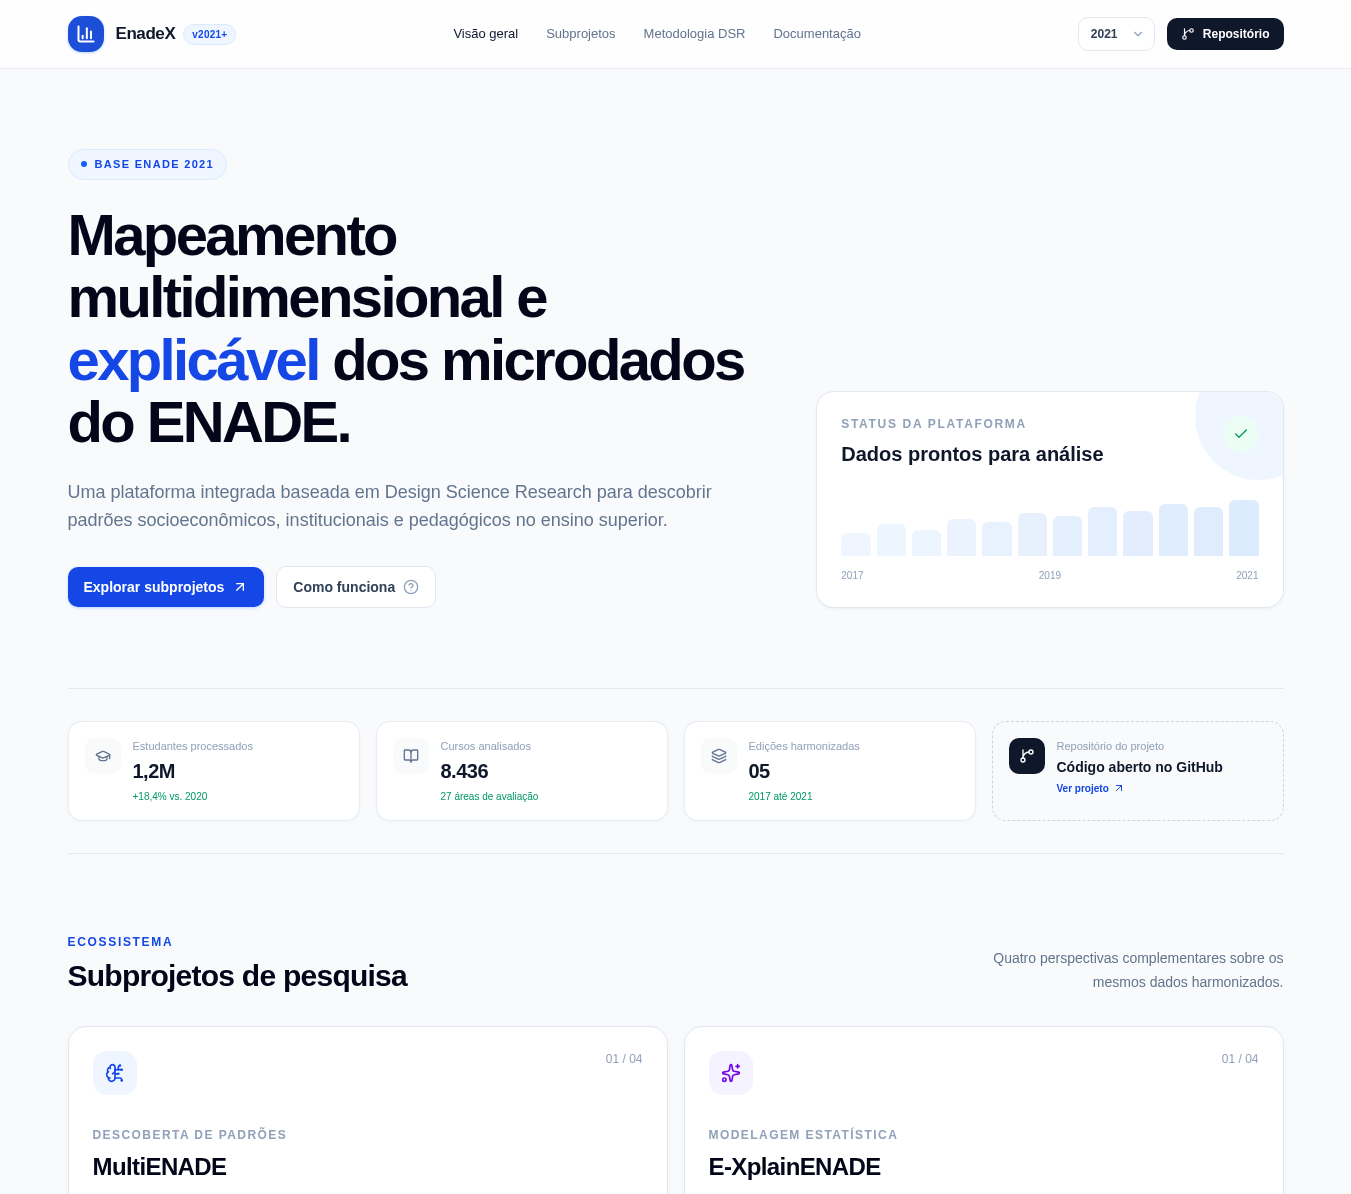 EnadeX v2021+
Visão geral
Subprojetos
Metodologia DSR
Documentação
2021
Repositório
BASE ENADE 2021
Mapeamento
multidimensional e
explicável dos microdados
do ENADE.
Uma plataforma integrada baseada em Design Science Research para descobrir
padrões socioeconômicos, institucionais e pedagógicos no ensino superior.
Explorar subprojetos
Como funciona
STATUS DA PLATAFORMA
Dados prontos para análise
2017
2019
2021
Estudantes processados
1,2M
+18,4% vs. 2020
Cursos analisados
8.436
27 áreas de avaliação
Edições harmonizadas
05
2017 até 2021
Repositório do projeto
Código aberto no GitHub
Ver projeto
ECOSSISTEMA
Subprojetos de pesquisa
Quatro perspectivas complementares sobre os
mesmos dados harmonizados.
01 / 04
DESCOBERTA DE PADRÕES
MultiENADE
01 / 04
MODELAGEM ESTATÍSTICA
E-XplainENADE